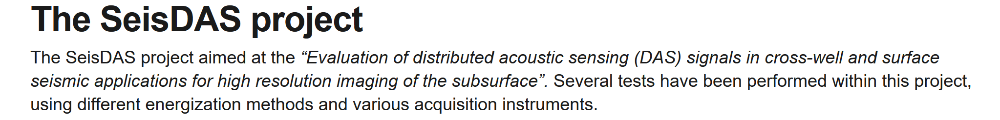 The SeisDAS project
The SeisDAS project aimed at the “Evaluation of distributed acoustic sensing (DAS) signals in cross-well and surface
seismic applications for high resolution imaging of the subsurface”. Several tests have been performed within this project,
using different energization methods and various acquisition instruments.